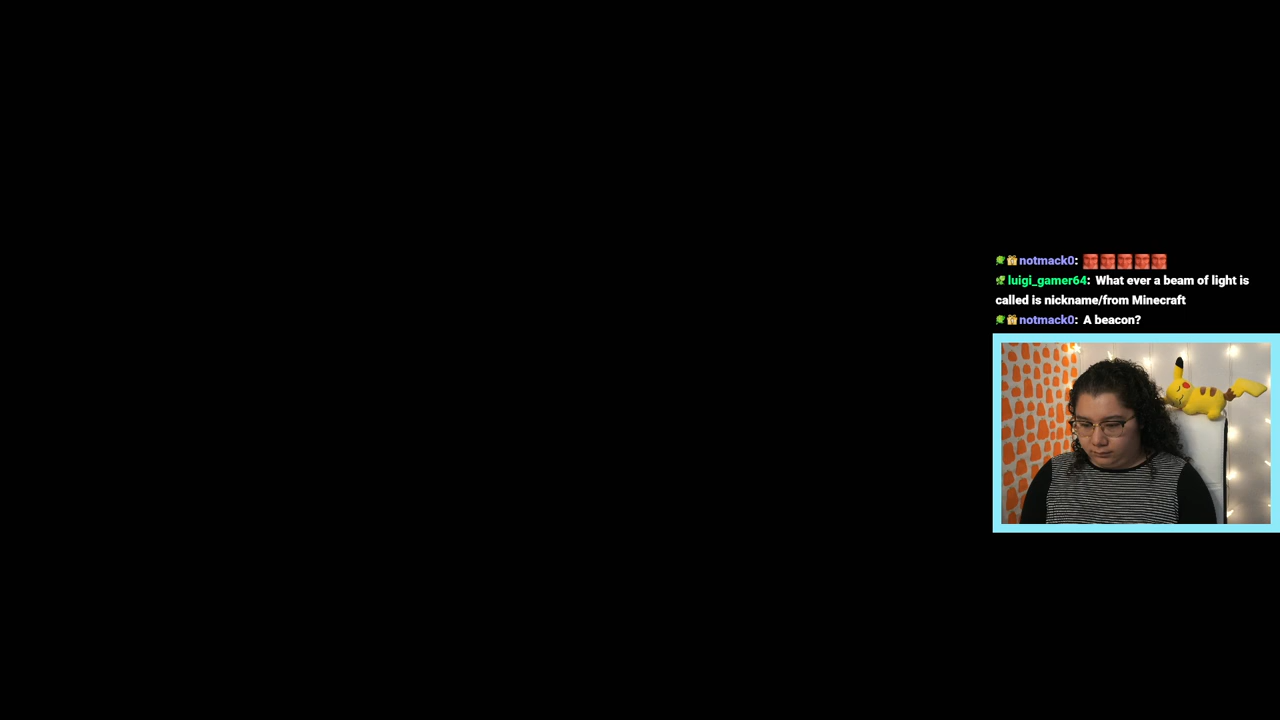 notmack0:
luigi_gamer64: What ever a beam of light is
called is nickname/from Minecraft
notmack0: A beacon?